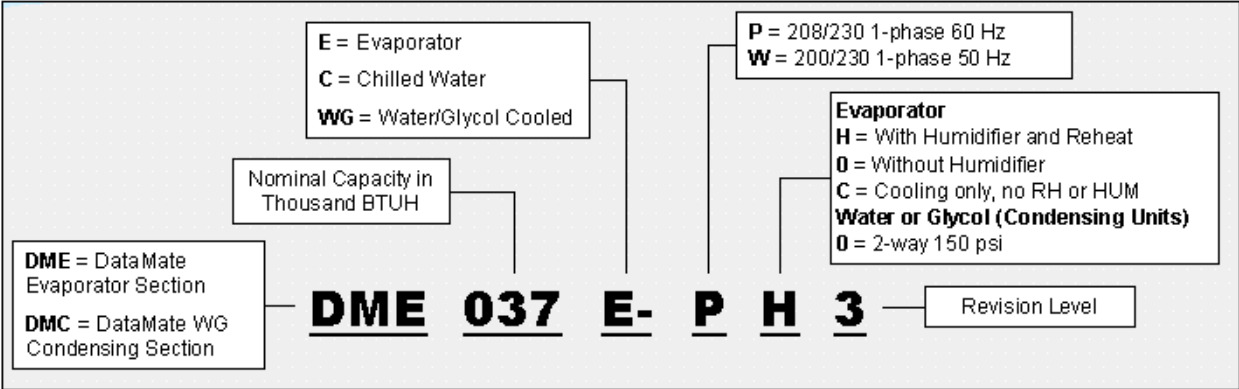 E = Evaporator
C = Chilled Water
WG = Water/Glycol Cooled
P = 208/230 1-phase 60 Hz
W = 200/230 1-phase 50 Hz
Nominal Capacity in
Thousand BTUH
Evaporator
H = With Humidifier and Reheat
0 = Without Humidifier
C = Cooling only, no RH or HUM
Water or Glycol (Condensing Units)
0 = 2-way 150 psi
DME = DataMate
Evaporator Section
DMC = DataMate WG
Condensing Section
DME 037 E- P H 3
Revision Level